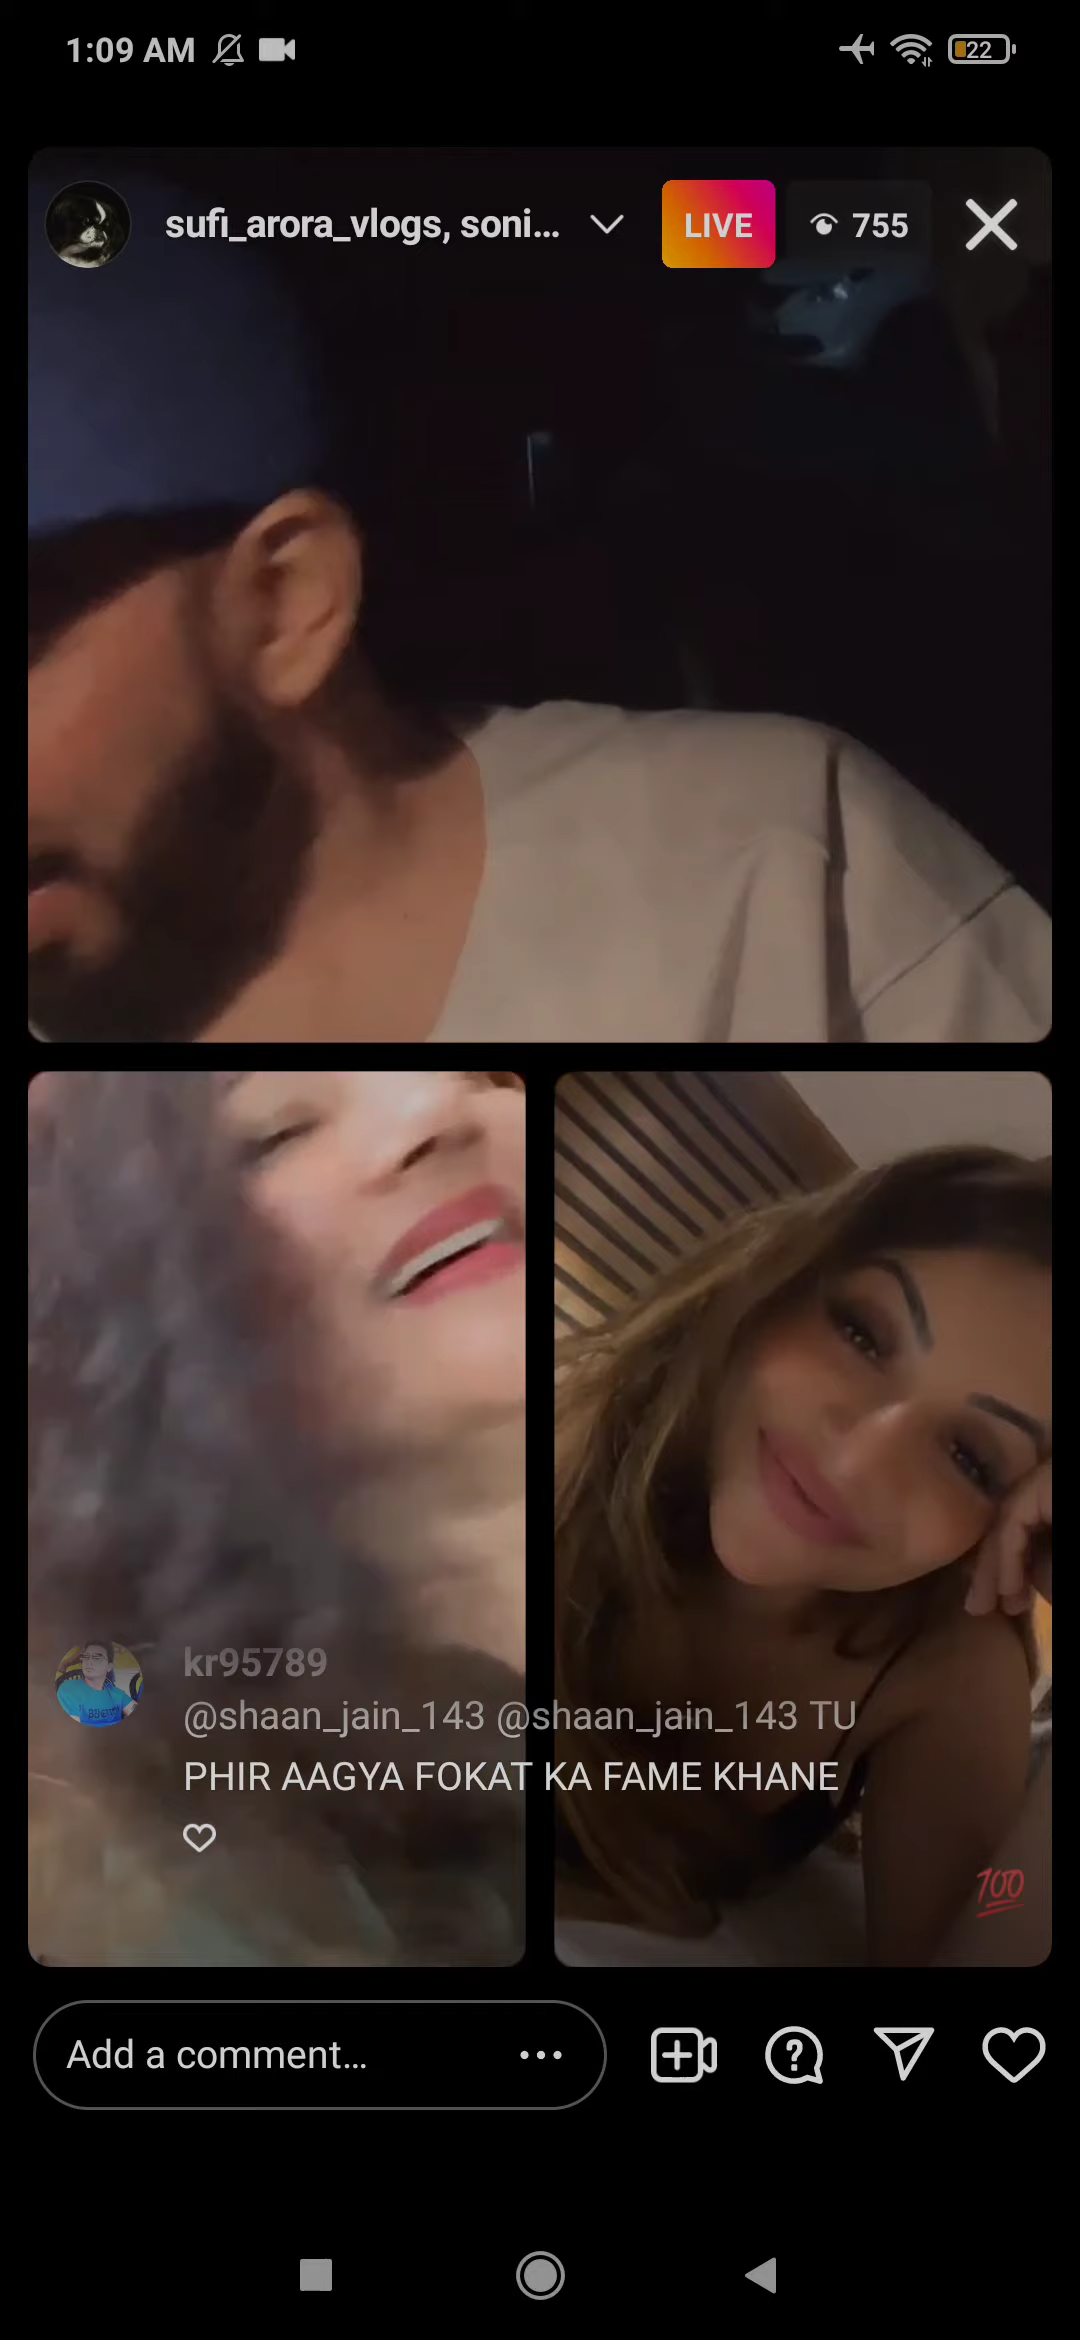 1:09 AM
22
sufi_arora_vlogs, soni...
LIVE
755
kr95789
@shaan_jain_143 @shaan_jain_143 TU
PHIR AAGYA FOKAT KA FAME KHANE
100
Add a comment...